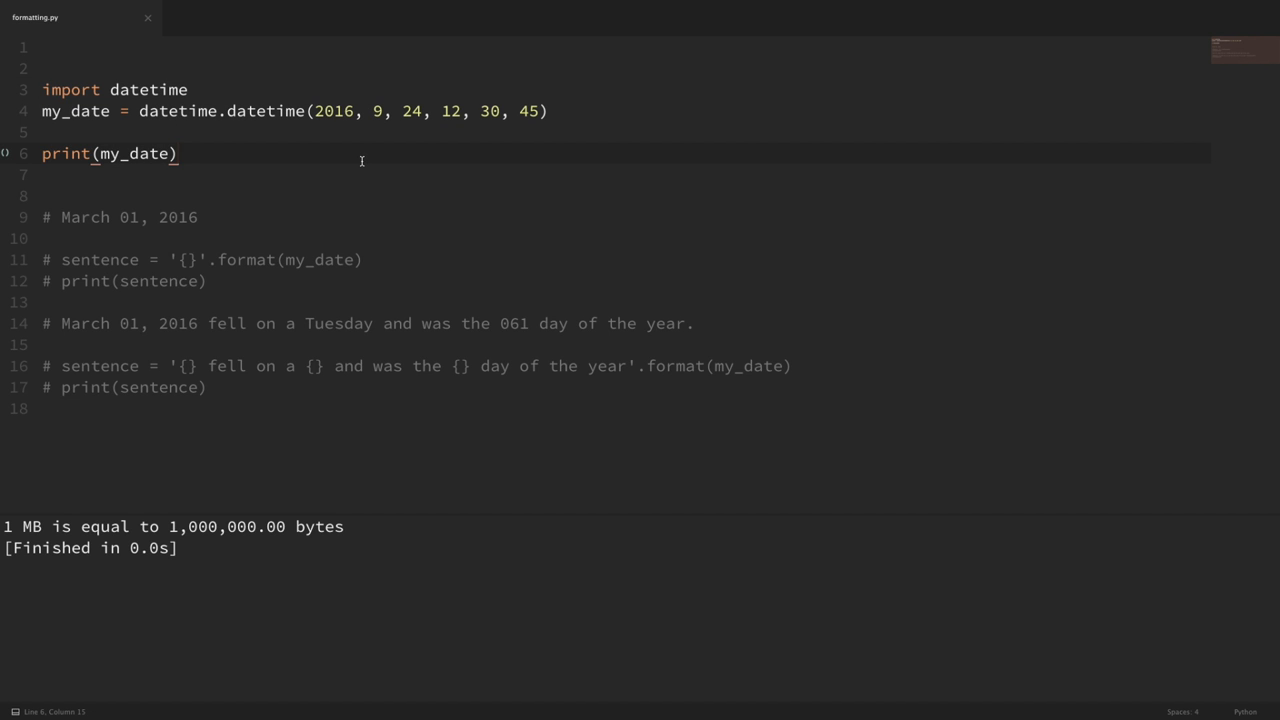 formatting.py
1
2
3 import datetime
4 my_date = datetime.datetime(2016, 9, 24, 12, 30, 45)
5
6 print(my_date)
7
8
9 # March 01, 2016
10
11 # sentence = '{}'.format(my_date)
12 # print(sentence)
13
14 # March 01, 2016 fell on a Tuesday and was the 061 day of the year.
15
16 # sentence = '{} fell on a {} and was the {} day of the year'.format(my_date)
17 # print(sentence)
18
1 MB is equal to 1,000,000.00 bytes
[Finished in 0.0s]
Line 6, Column 15 Spaces: 4 Python